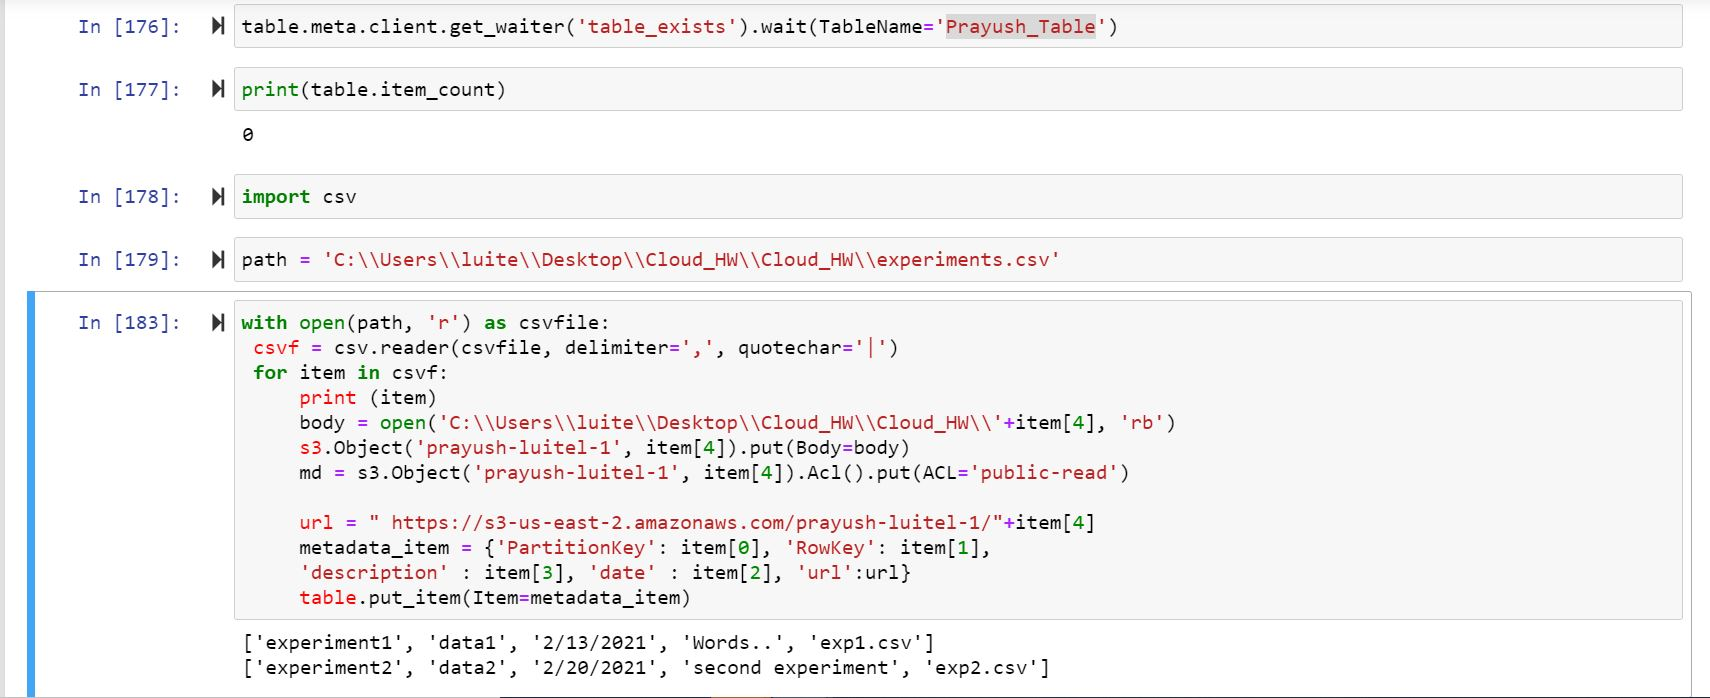 In [176]: table.meta.client.get_waiter('table_exists').wait(TableName='Prayush_Table')
In [177]: print(table.item_count)
0
In [178]: import csv
In [179]: path = 'C:\\Users\\luite\\Desktop\\Cloud_HW\\Cloud_HW\\experiments.csv'
In [183]: with open(path, 'r') as csvfile:
 csvf = csv.reader(csvfile, delimiter=',', quotechar='|')
 for item in csvf:
     print (item)
     body = open('C:\\Users\\luite\\Desktop\\Cloud_HW\\Cloud_HW\\'+item[4], 'rb')
     s3.Object('prayush-luitel-1', item[4]).put(Body=body)
     md = s3.Object('prayush-luitel-1', item[4]).Acl().put(ACL='public-read')
     url = " https://s3-us-east-2.amazonaws.com/prayush-luitel-1/"+item[4]
     metadata_item = {'PartitionKey': item[0], 'RowKey': item[1],
     'description' : item[3], 'date' : item[2], 'url':url}
     table.put_item(Item=metadata_item)
['experiment1', 'data1', '2/13/2021', 'Words..', 'exp1.csv']
['experiment2', 'data2', '2/20/2021', 'second experiment', 'exp2.csv']